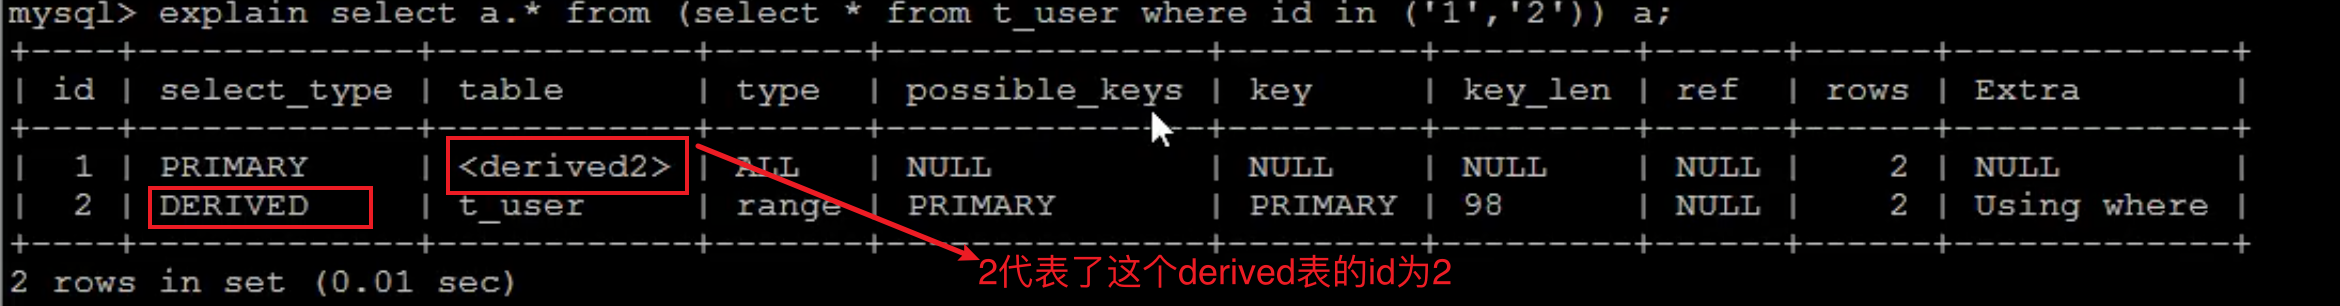 mysql> explain select a.* from (select * from t_user where id in ('1','2')) a;
+----+-------------+------------+-------+---------------+---------+---------+------+------+-------------+
| id | select_type | table      | type  | possible_keys | key     | key_len | ref  | rows | Extra       |
+----+-------------+------------+-------+---------------+---------+---------+------+------+-------------+
|  1 | PRIMARY     | <derived2> | ALL   | NULL          | NULL    | NULL    | NULL |    2 | NULL        |
|  2 | DERIVED     | t_user     | range | PRIMARY       | PRIMARY | 98      | NULL |    2 | Using where |
+----+-------------+------------+-------+---------------+---------+---------+------+------+-------------+
2代表了这个derived表的id为2
2 rows in set (0.01 sec)